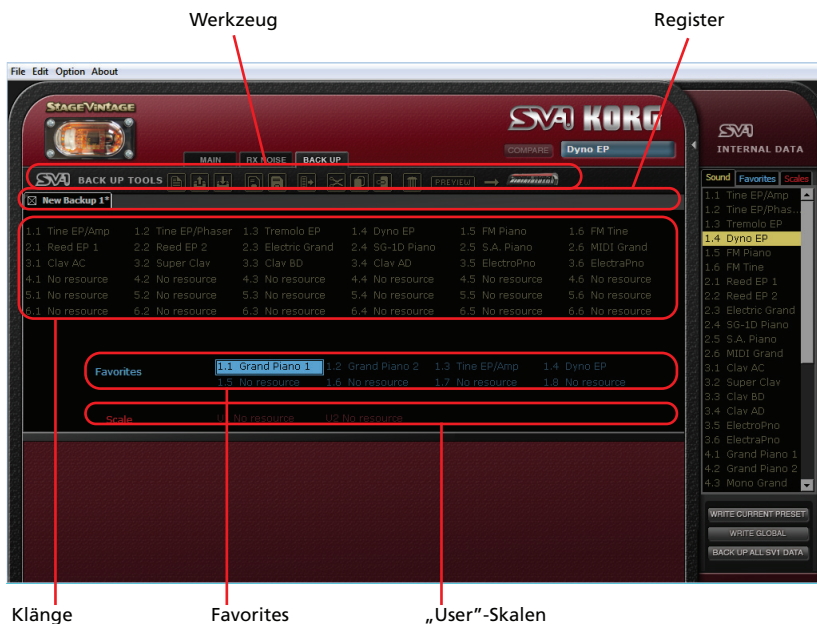 Werkzeug Register
File Edit Option About
STAGEVINTAGE
SV1 KORG
SV1
INTERNAL DATA
COMPARE Dyno EP
MAIN RX NOISE BACK UP
SV1 BACK UP TOOLS PREVIEW
Sound Favorites Scales
New Backup 1*
1.1 Tine EP/Amp 1.2 Tine EP/Phaser 1.3 Tremolo EP 1.4 Dyno EP 1.5 FM Piano 1.6 FM Tine
2.1 Reed EP 1 2.2 Reed EP 2 2.3 Electric Grand 2.4 SG-1D Piano 2.5 S.A. Piano 2.6 MIDI Grand
3.1 Clav AC 3.2 Super Clav 3.3 Clav BD 3.4 Clav AD 3.5 ElectroPno 3.6 ElectraPno
4.1 No resource 4.2 No resource 4.3 No resource 4.4 No resource 4.5 No resource 4.6 No resource
5.1 No resource 5.2 No resource 5.3 No resource 5.4 No resource 5.5 No resource 5.6 No resource
6.1 No resource 6.2 No resource 6.3 No resource 6.4 No resource 6.5 No resource 6.6 No resource
Favorites 1.1 Grand Piano 1 1.2 Grand Piano 2 1.3 Tine EP/Amp 1.4 Dyno EP
1.5 No resource 1.6 No resource 1.7 No resource 1.8 No resource
Scale U1 No resource U2 No resource
1.1 Tine EP/Amp
1.2 Tine EP/Phas...
1.3 Tremolo EP
1.4 Dyno EP
1.5 FM Piano
1.6 FM Tine
2.1 Reed EP 1
2.2 Reed EP 2
2.3 Electric Grand
2.4 SG-1D Piano
2.5 S.A. Piano
2.6 MIDI Grand
3.1 Clav AC
3.2 Super Clav
3.3 Clav BD
3.4 Clav AD
3.5 ElectroPno
3.6 ElectraPno
4.1 Grand Piano 1
4.2 Grand Piano 2
4.3 Mono Grand
WRITE CURRENT PRESET
WRITE GLOBAL
BACK UP ALL SV1 DATA
Klänge Favorites „User"-Skalen